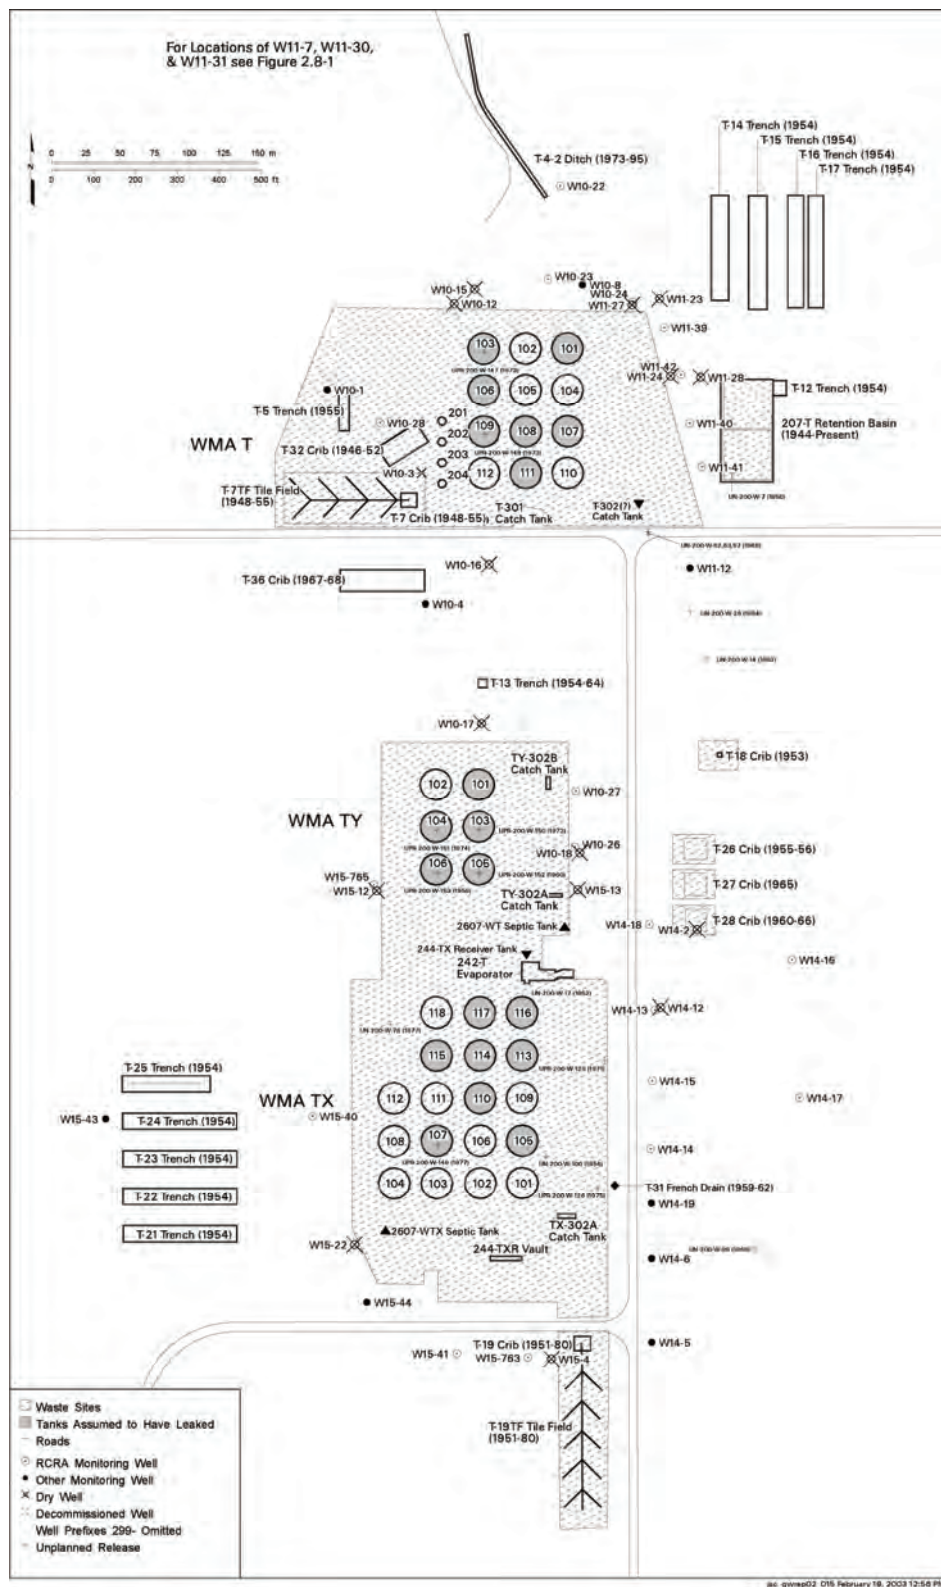 For Locations of W11-7, W11-30,
& W11-31 see Figure 2.8-1
N
0 25 50 75 100 125 150 m
0 100 200 300 400 500 ft
T-4-2 Ditch (1973-95)
W10-22
T-14 Trench (1954)
T-15 Trench (1954)
T-16 Trench (1954)
T-17 Trench (1954)
W10-15
W10-12
W10-23
W10-8
W10-24
W11-27
W11-23
W11-39
103 102 101
106 105 104
109 108 107
112 111 110
W10-1
T-5 Trench (1955)
W10-28
201
202
203
204
T-32 Crib (1946-52)
WMA T
W10-3
T-7TF Tile Field
(1948-55)
T-7 Crib (1948-55)
T-301
Catch Tank
T-302(?)
Catch Tank
W11-42
W11-24
W11-28
T-12 Trench (1954)
W11-40
207-T Retention Basin
(1944-Present)
W11-41
W10-16
T-36 Crib (1967-68)
W10-4
W11-12
T-13 Trench (1954-64)
W10-17
TY-302B
Catch Tank
T-18 Crib (1953)
102 101
104 103
106 105
WMA TY
W10-27
W10-26
W10-18
T-26 Crib (1955-56)
T-27 Crib (1965)
T-28 Crib (1960-66)
W15-765
W15-12
W15-13
TY-302A
Catch Tank
2607-WT Septic Tank
W14-18
W14-2
W14-16
244-TX Receiver Tank
242-T
Evaporator
W14-13
W14-12
118 117 116
115 114 113
112 111 110 109
108 107 106 105
104 103 102 101
WMA TX
W15-40
T-25 Trench (1954)
W15-43
T-24 Trench (1954)
T-23 Trench (1954)
T-22 Trench (1954)
T-21 Trench (1954)
W14-15
W14-17
W14-14
T-31 French Drain (1959-62)
W14-19
TX-302A
Catch Tank
2607-WTX Septic Tank
W15-22
244-TXR Vault
W14-6
W15-44
W14-5
T-19 Crib (1951-80)
W15-41
W15-763
W15-4
T-19TF Tile Field
(1951-80)
Waste Sites
Tanks Assumed to Have Leaked
Roads
RCRA Monitoring Well
Other Monitoring Well
Dry Well
Decommissioned Well
Well Prefixes 299- Omitted
Unplanned Release